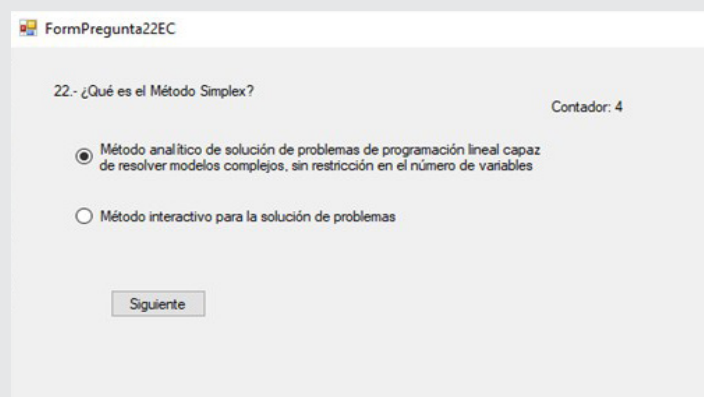 FormPregunta22EC
22.- ¿Qué es el Método Simplex?
Contador: 4
Método analítico de solución de problemas de programación lineal capaz
de resolver modelos complejos, sin restricción en el número de variables
Método interactivo para la solución de problemas
Siguiente